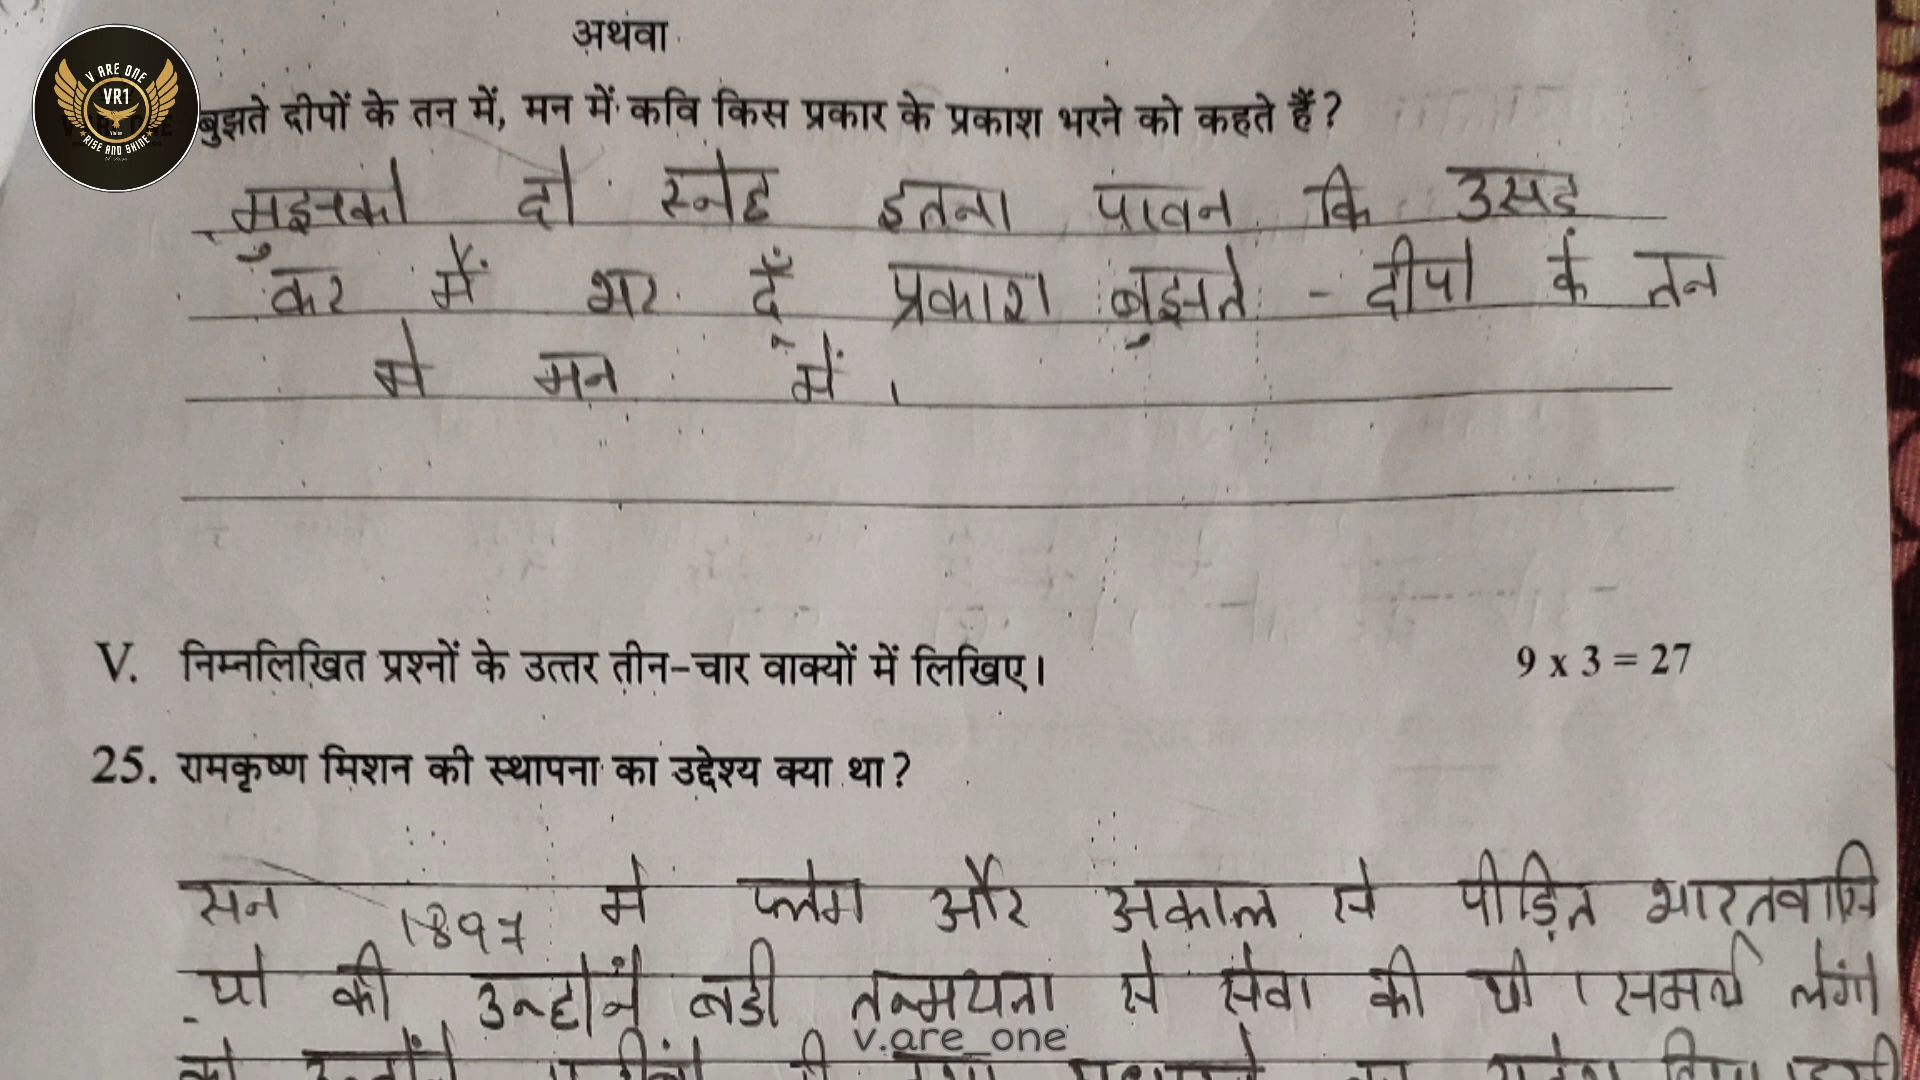 अथवा
V ARE ONE
VR1
RISE AND SHINE
बुझते दीपों के तन में, मन में कवि किस प्रकार के प्रकाश भरने को कहते हैं?
मुझको दो स्नेह इतना पावन कि उसड
कर में भर दूँ प्रकाश बुझते - दीपो के तन
मे मन में ।
V. निम्नलिखित प्रश्नों के उत्तर तीन-चार वाक्यों में लिखिए। 9 x 3 = 27
25. रामकृष्ण मिशन की स्थापना का उद्देश्य क्या था?
सन 1897 मे प्लेग और अकाल से पीड़ित भारतवासि
यो की उन्होंने बडी तन्मयता से सेवा की थी । समर्थ लोगो
v.are_one
को उन्होंने